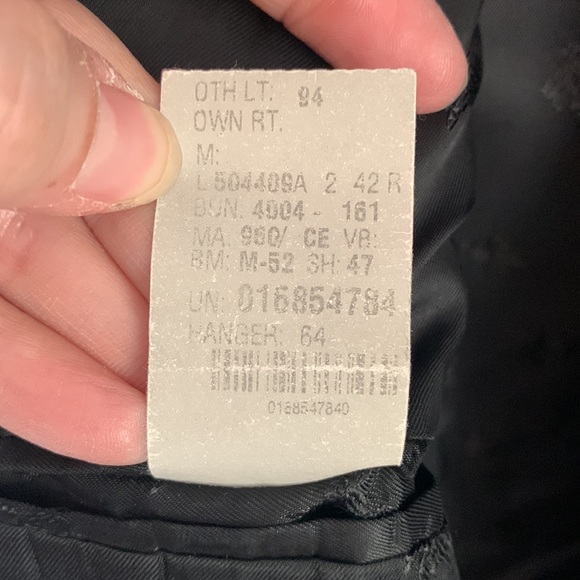 OTH LT: 94
OWN RT.
M:
L 504409A 2 42 R
BUN: 4004 - 161
MA: 960/ CE VB:
BM: M-52 SH: 47
UN: 016854784
HANGER: 64
0168547840